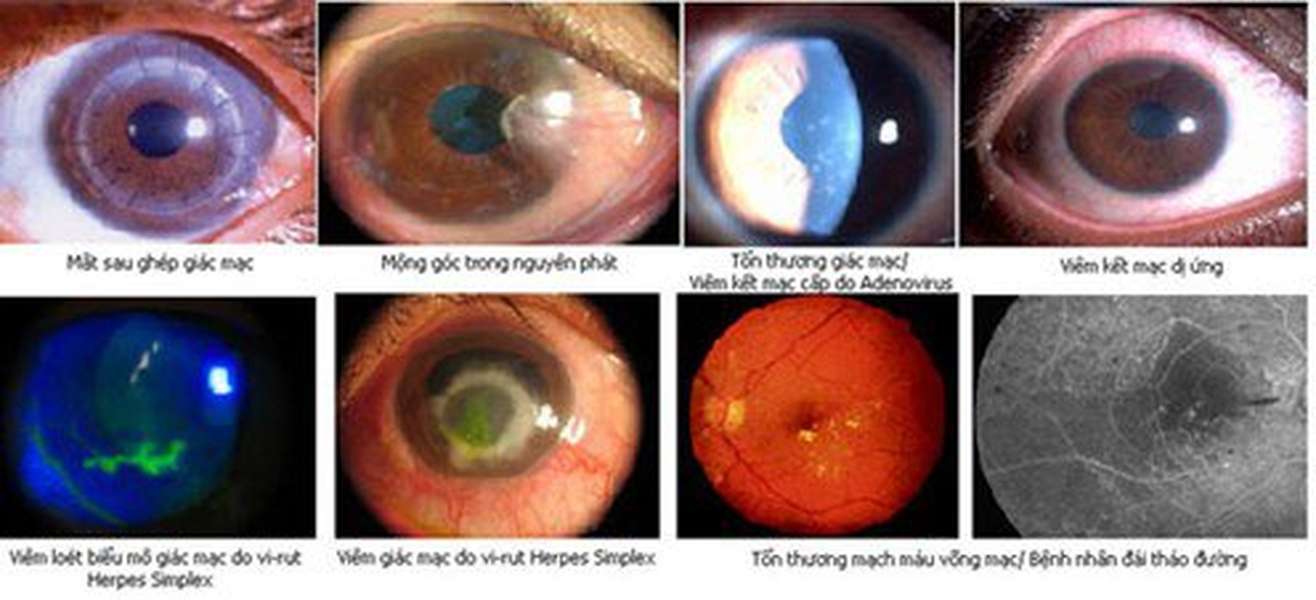 Mắt sau ghép giác mạc
Mộng góc trong nguyên phát
Tổn thương giác mạc/
Viêm kết mạc cấp do Adenovirus
Viêm kết mạc dị ứng
Viêm loét biểu mô giác mạc do vi-rut
Herpes Simplex
Viêm giác mạc do vi-rut Herpes Simplex
Tổn thương mạch máu võng mạc/ Bệnh nhân đái tháo đường